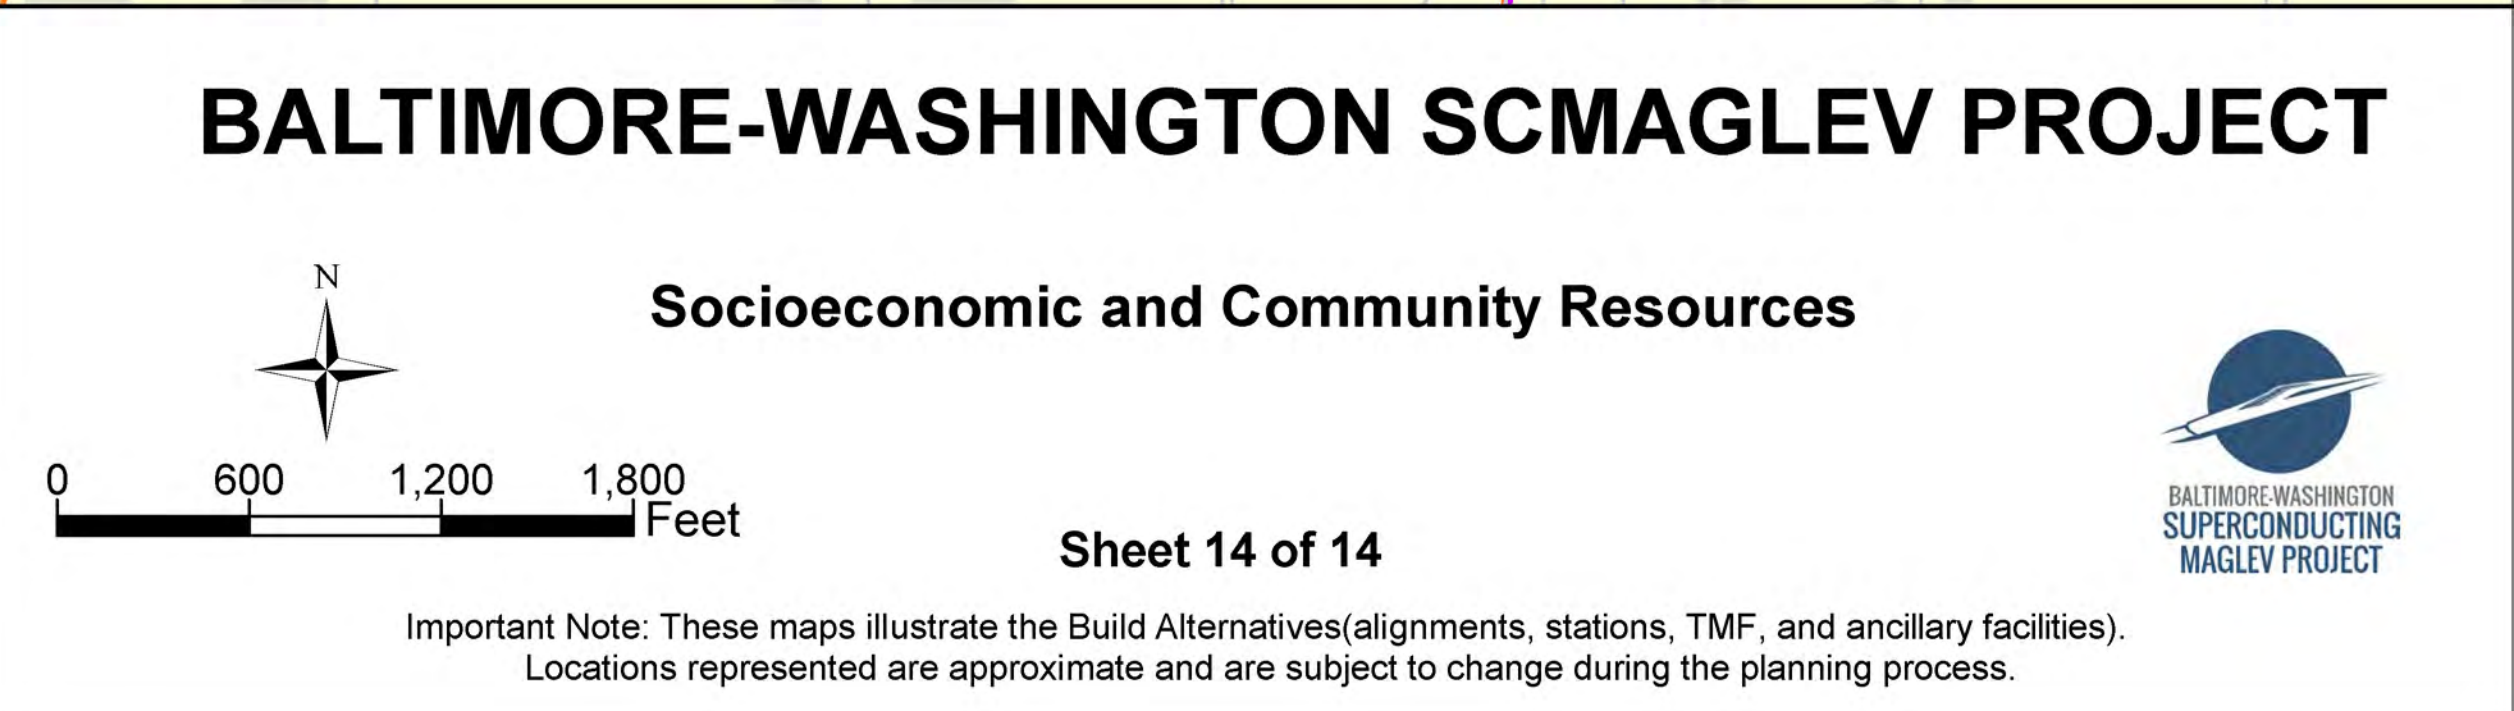 BALTIMORE-WASHINGTON SCMAGLEV PROJECT
N
Socioeconomic and Community Resources
0 600 1,200 1,800
Feet
Sheet 14 of 14
BALTIMORE-WASHINGTON
SUPERCONDUCTING
MAGLEV PROJECT
Important Note: These maps illustrate the Build Alternatives(alignments, stations, TMF, and ancillary facilities).
Locations represented are approximate and are subject to change during the planning process.